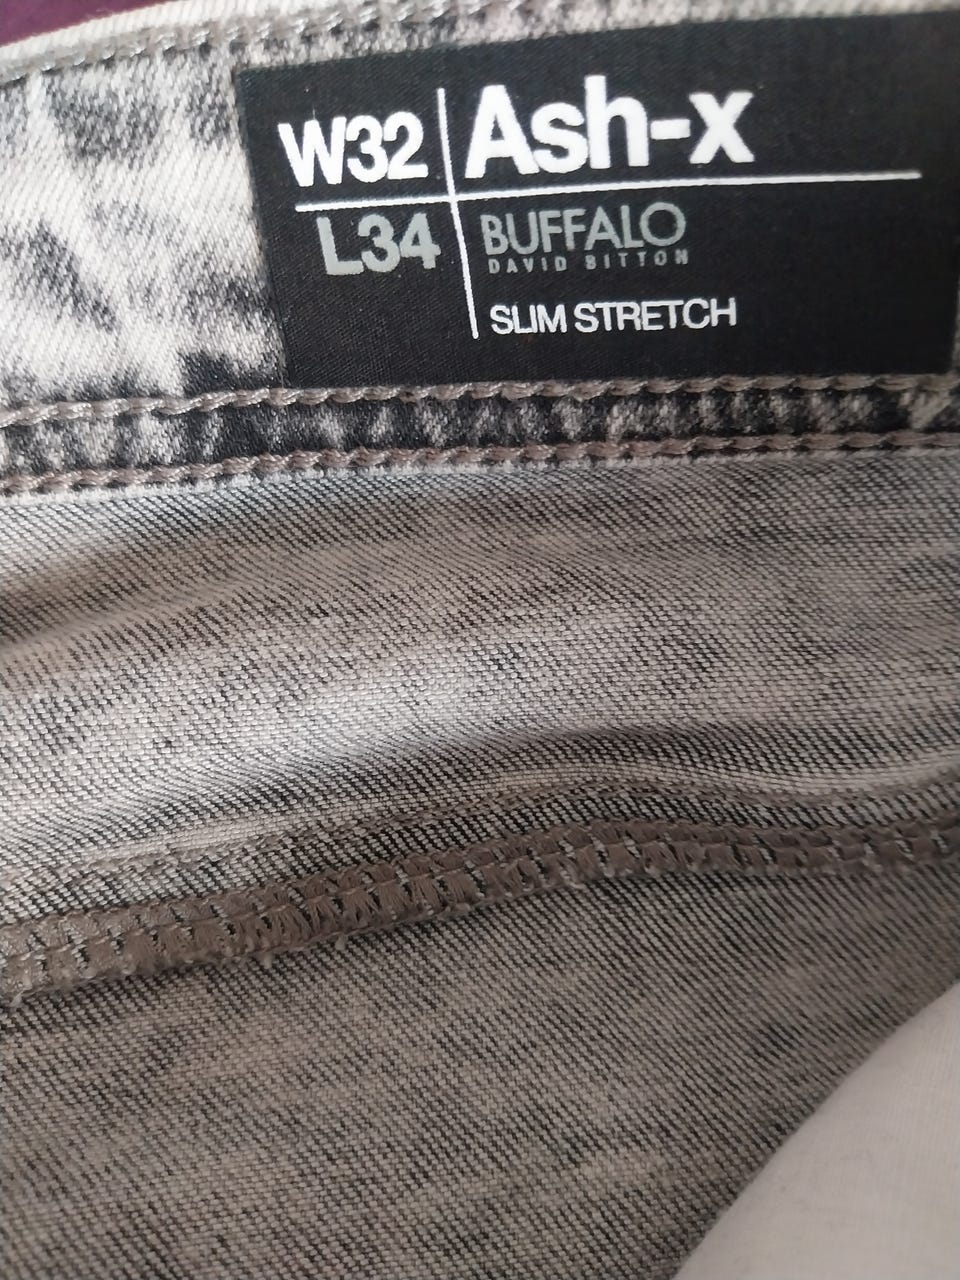 W32 Ash-x
L34 BUFFALO
DAVID BITTON
SLIM STRETCH